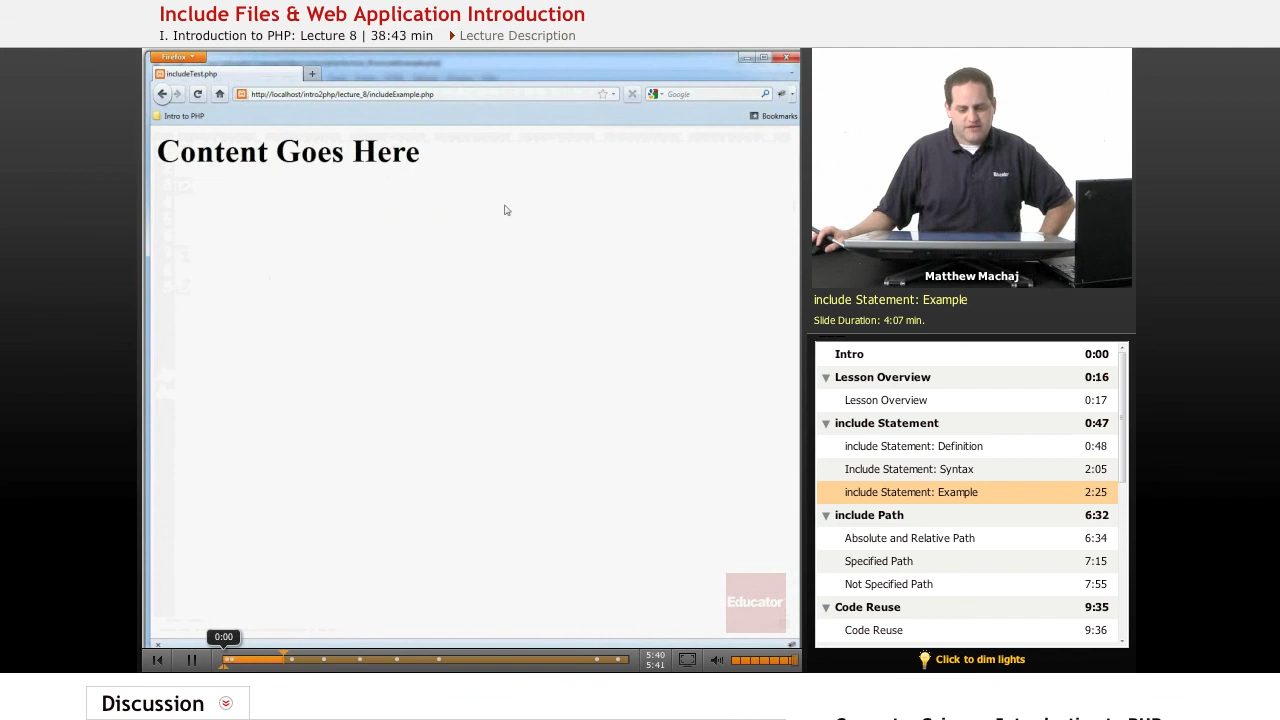 Include Files & Web Application Introduction
I. Introduction to PHP: Lecture 8 | 38:43 min Lecture Description
Firefox
includeTest.php
http://localhost/intro2php/lecture_8/includeExample.php
Google
Intro to PHP
Bookmarks
Content Goes Here
Educator
Matthew Machaj
include Statement: Example
Slide Duration: 4:07 min.
Intro 0:00
Lesson Overview 0:16
Lesson Overview 0:17
include Statement 0:47
include Statement: Definition 0:48
Include Statement: Syntax 2:05
include Statement: Example 2:25
include Path 6:32
Absolute and Relative Path 6:34
Specified Path 7:15
Not Specified Path 7:55
Code Reuse 9:35
Code Reuse 9:36
Educator
0:00
5:40
5:41
Click to dim lights
Discussion